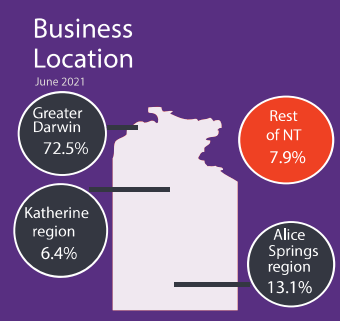 Business
Location
June 2021
Greater
Darwin
72.5%
Rest
of NT
7.9%
Katherine
region
6.4%
Alice
Springs
region
13.1%